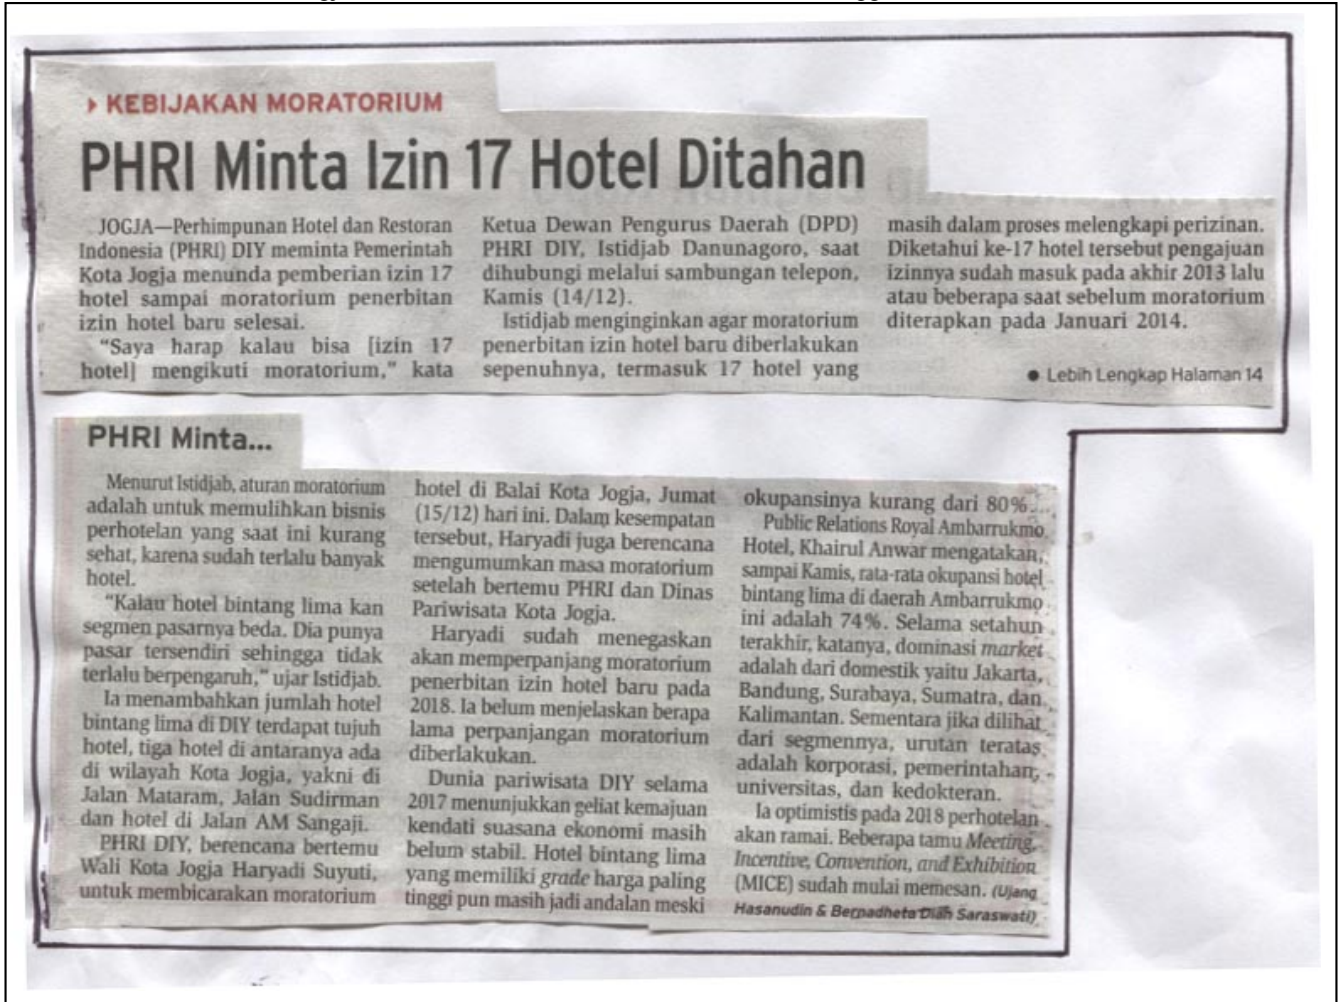 KEBIJAKAN MORATORIUM
PHRI Minta Izin 17 Hotel Ditahan
JOGJA—Perhimpunan Hotel dan Restoran
Indonesia (PHRI) DIY meminta Pemerintah
Kota Jogja menunda pemberian izin 17
hotel sampai moratorium penerbitan
izin hotel baru selesai.
“Saya harap kalau bisa [izin 17
hotel] mengikuti moratorium,” kata
Ketua Dewan Pengurus Daerah (DPD)
PHRI DIY, Istidjab Danunagoro, saat
dihubungi melalui sambungan telepon,
Kamis (14/12).
Istidjab menginginkan agar moratorium
penerbitan izin hotel baru diberlakukan
sepenuhnya, termasuk 17 hotel yang
masih dalam proses melengkapi perizinan.
Diketahui ke-17 hotel tersebut pengajuan
izinnya sudah masuk pada akhir 2013 lalu
atau beberapa saat sebelum moratorium
diterapkan pada Januari 2014.
● Lebih Lengkap Halaman 14
PHRI Minta...
Menurut Istidjab, aturan moratorium
adalah untuk memulihkan bisnis
perhotelan yang saat ini kurang
sehat, karena sudah terlalu banyak
hotel.
“Kalau hotel bintang lima kan
segmen pasarnya beda. Dia punya
pasar tersendiri sehingga tidak
terlalu berpengaruh,” ujar Istidjab.
Ia menambahkan jumlah hotel
bintang lima di DIY terdapat tujuh
hotel, tiga hotel di antaranya ada
di wilayah Kota Jogja, yakni di
Jalan Mataram, Jalan Sudirman
dan hotel di Jalan AM Sangaji.
PHRI DIY, berencana bertemu
Wali Kota Jogja Haryadi Suyuti,
untuk membicarakan moratorium
hotel di Balai Kota Jogja, Jumat
(15/12) hari ini. Dalam kesempatan
tersebut, Haryadi juga berencana
mengumumkan masa moratorium
setelah bertemu PHRI dan Dinas
Pariwisata Kota Jogja.
Haryadi sudah menegaskan
akan memperpanjang moratorium
penerbitan izin hotel baru pada
2018. Ia belum menjelaskan berapa
lama perpanjangan moratorium
diberlakukan.
Dunia pariwisata DIY selama
2017 menunjukkan geliat kemajuan
kendati suasana ekonomi masih
belum stabil. Hotel bintang lima
yang memiliki grade harga paling
tinggi pun masih jadi andalan meski
okupansinya kurang dari 80%.
Public Relations Royal Ambarrukmo
Hotel, Khairul Anwar mengatakan,
sampai Kamis, rata-rata okupansi hotel
bintang lima di daerah Ambarrukmo
ini adalah 74%. Selama setahun
terakhir, katanya, dominasi market
adalah dari domestik yaitu Jakarta,
Bandung, Surabaya, Sumatra, dan
Kalimantan. Sementara jika dilihat
dari segmennya, urutan teratas
adalah korporasi, pemerintahan,
universitas, dan kedokteran.
Ia optimistis pada 2018 perhotelan
akan ramai. Beberapa tamu Meeting,
Incentive, Convention, and Exhibition
(MICE) sudah mulai memesan. (Ujang
Hasanudin & Bernadheta Dian Saraswati)